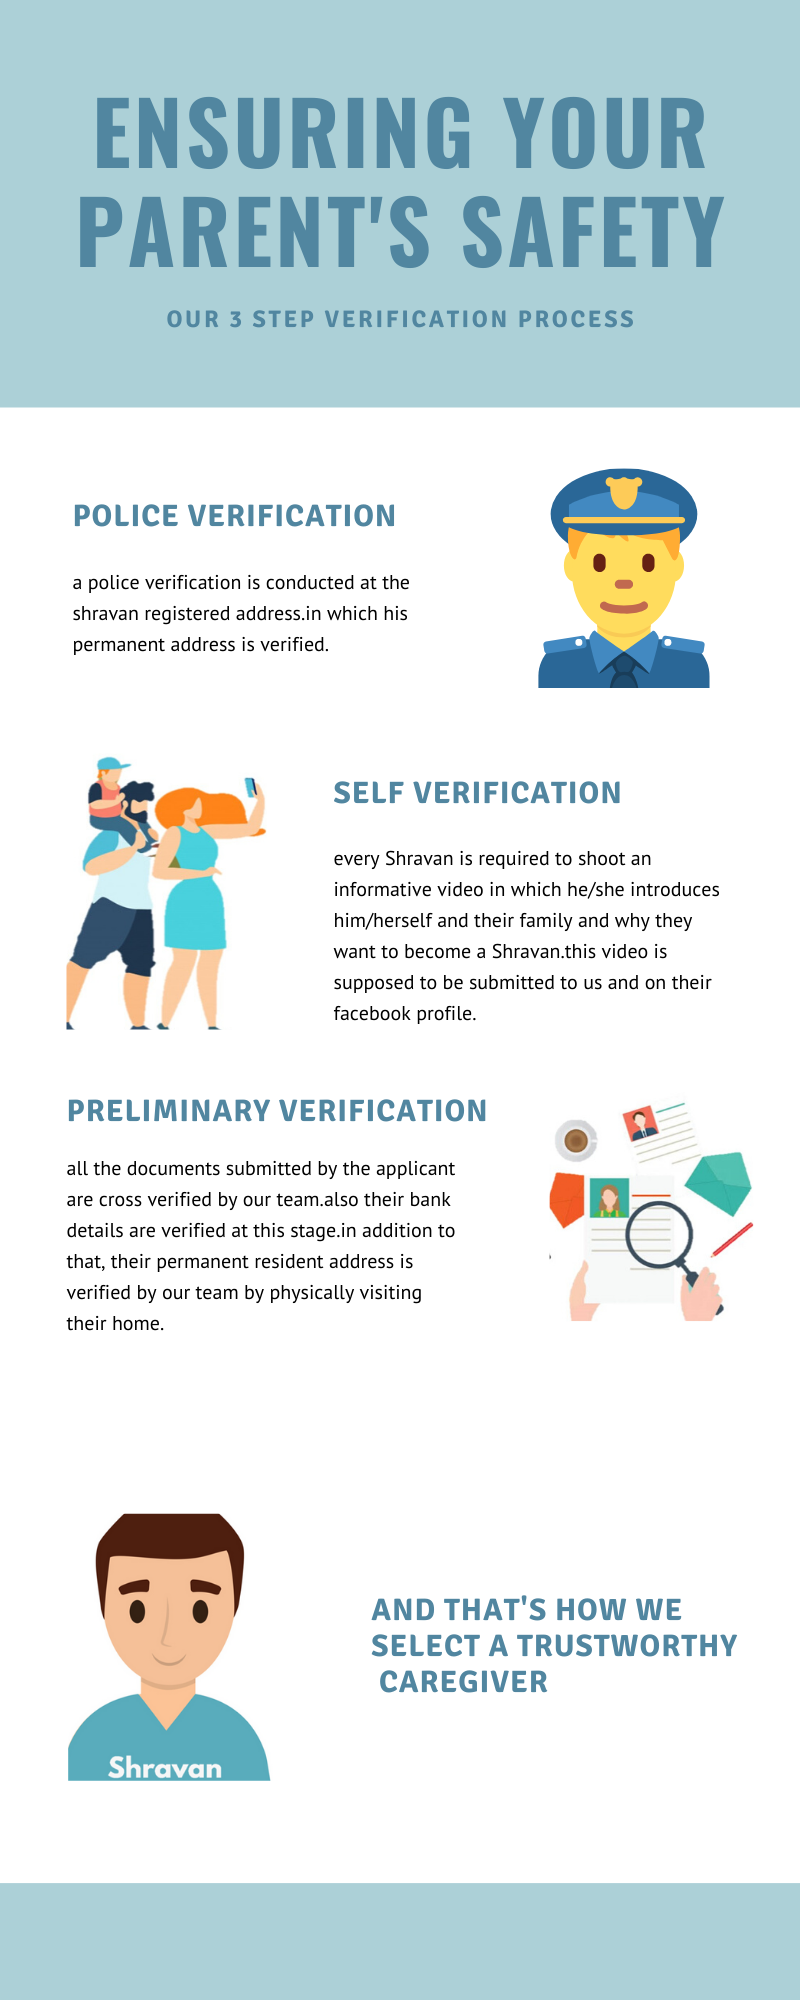 ENSURING YOUR
PARENT'S SAFETY
OUR 3 STEP VERIFICATION PROCESS
POLICE VERIFICATION
a police verification is conducted at the
shravan registered address.in which his
permanent address is verified.
SELF VERIFICATION
every Shravan is required to shoot an
informative video in which he/she introduces
him/herself and their family and why they
want to become a Shravan.this video is
supposed to be submitted to us and on their
facebook profile.
PRELIMINARY VERIFICATION
all the documents submitted by the applicant
are cross verified by our team.also their bank
details are verified at this stage.in addition to
that, their permanent resident address is
verified by our team by physically visiting
their home.
AND THAT'S HOW WE
SELECT A TRUSTWORTHY
CAREGIVER
Shravan